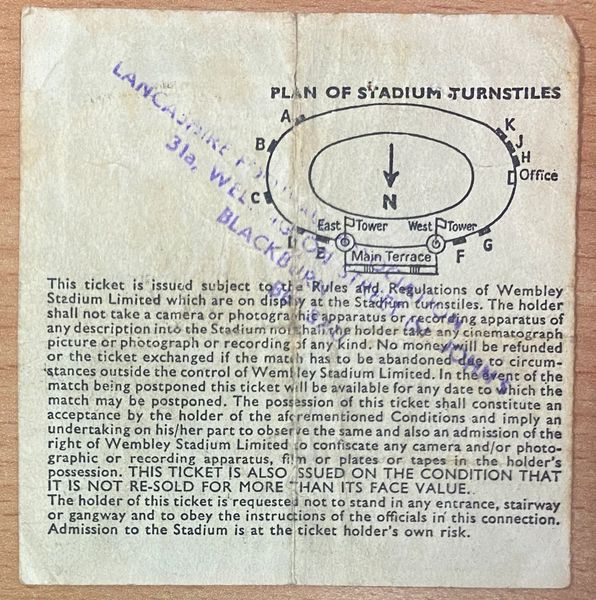 PLAN OF STADIUM TURNSTILES
A
B
C
D
E
F
G
H
J
K
Office
N
East Tower
West Tower
Main Terrace
LANCASHIRE
31a, WELLINGTON ST. JOHN'S
BLACKBURN
This ticket is issued subject to the Rules and Regulations of Wembley
Stadium Limited which are on display at the Stadium turnstiles. The holder
shall not take a camera or photographic apparatus or recording apparatus of
any description into the Stadium nor shall the holder take any cinematograph
picture or photograph or recording of any kind. No money will be refunded
or the ticket exchanged if the match has to be abandoned due to circum-
stances outside the control of Wembley Stadium Limited. In the event of the
match being postponed this ticket will be available for any date to which the
match may be postponed. The possession of this ticket shall constitute an
acceptance by the holder of the aforementioned Conditions and imply an
undertaking on his/her part to observe the same and also an admission of the
right of Wembley Stadium Limited to confiscate any camera and/or photo-
graphic or recording apparatus, film or plates or tapes in the holder's
possession. THIS TICKET IS ALSO ISSUED ON THE CONDITION THAT
IT IS NOT RE-SOLD FOR MORE THAN ITS FACE VALUE.
The holder of this ticket is requested not to stand in any entrance, stairway
or gangway and to obey the instructions of the officials in this connection.
Admission to the Stadium is at the ticket holder's own risk.